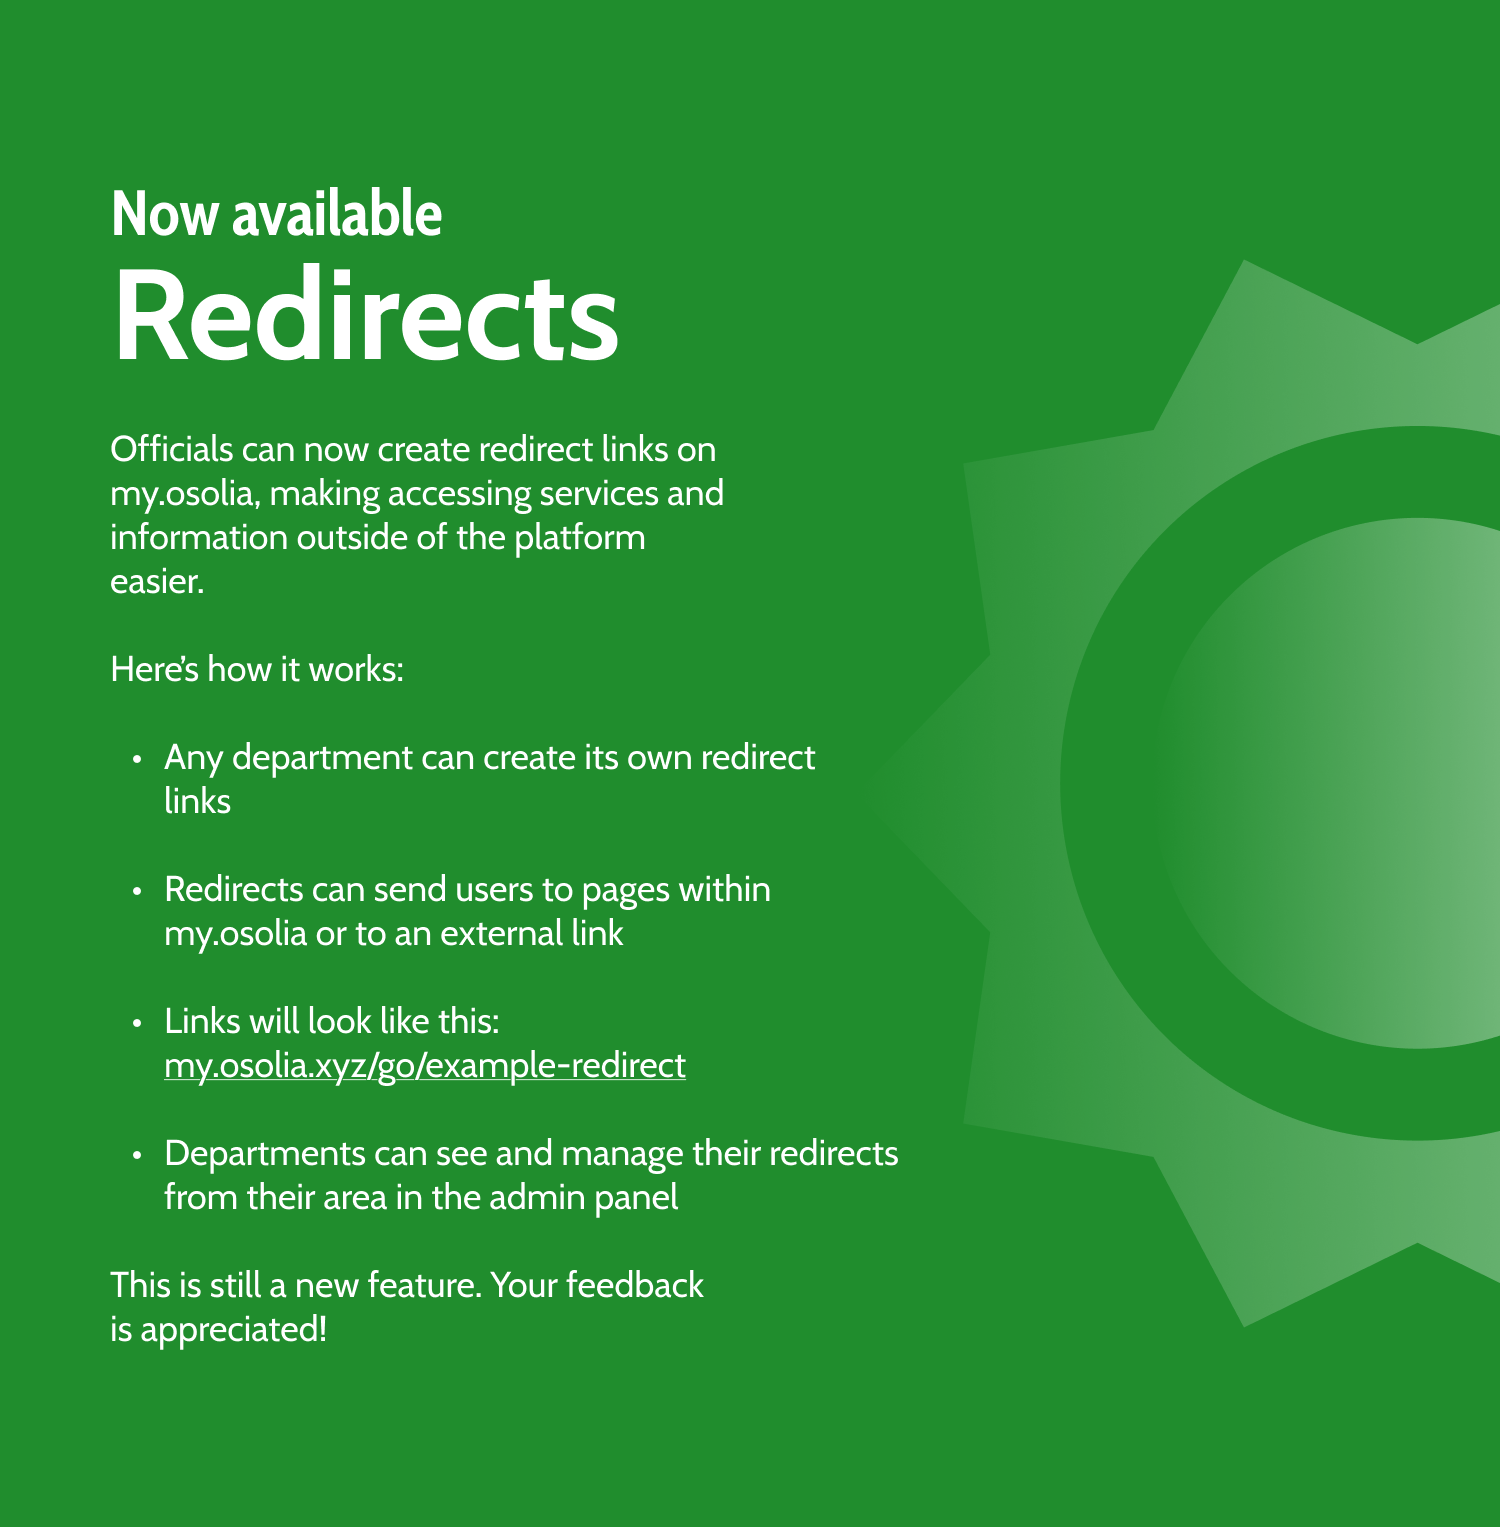 Now available
Redirects
Officials can now create redirect links on
my.osolia, making accessing services and
information outside of the platform
easier.
Here’s how it works:
• Any department can create its own redirect
links
• Redirects can send users to pages within
my.osolia or to an external link
• Links will look like this:
my.osolia.xyz/go/example-redirect
• Departments can see and manage their redirects
from their area in the admin panel
This is still a new feature. Your feedback
is appreciated!